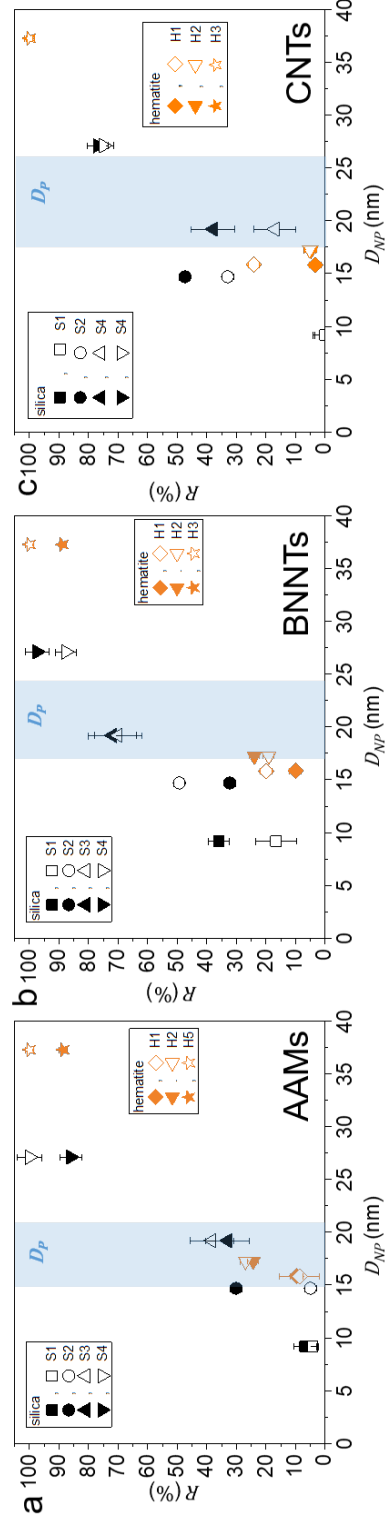 a
100
90
80
70
60
50
40
30
20
10
0
R (%)
silica
, S1
, S2
, S3
, S4
D_P
hematite
, H1
. H2
, H5
AAMs
0 5 10 15 20 25 30 35 40
D_NP (nm)
b
100
90
80
70
60
50
40
30
20
10
0
R (%)
silica
, S1
, S2
, S3
, S4
D_P
hematite
, H1
. H2
, H3
BNNTs
0 5 10 15 20 25 30 35 40
D_NP (nm)
c
100
90
80
70
60
50
40
30
20
10
0
R (%)
silica
, S1
, S2
, S4
, S4
D_P
hematite
, H1
, H2
, H3
CNTs
0 5 10 15 20 25 30 35 40
D_NP (nm)